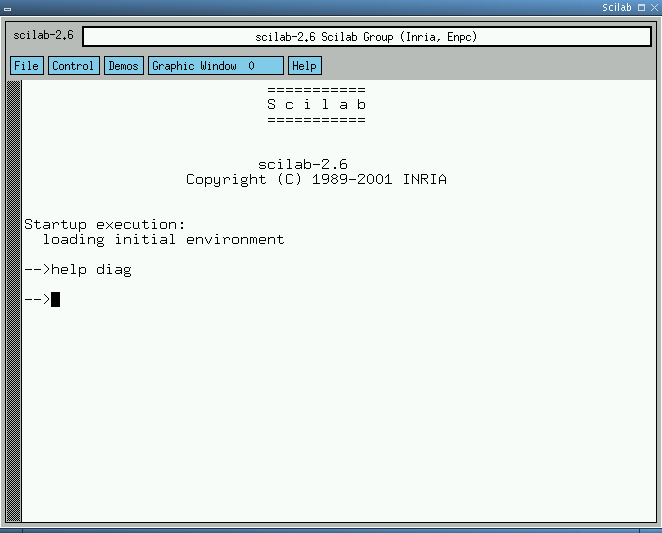 Scilab
scilab-2.6
scilab-2.6 Scilab Group (Inria, Enpc)
File Control Demos Graphic Window 0 Help
===========
S c i l a b
===========
scilab-2.6
Copyright (C) 1989-2001 INRIA
Startup execution:
loading initial environment
-->help diag
-->